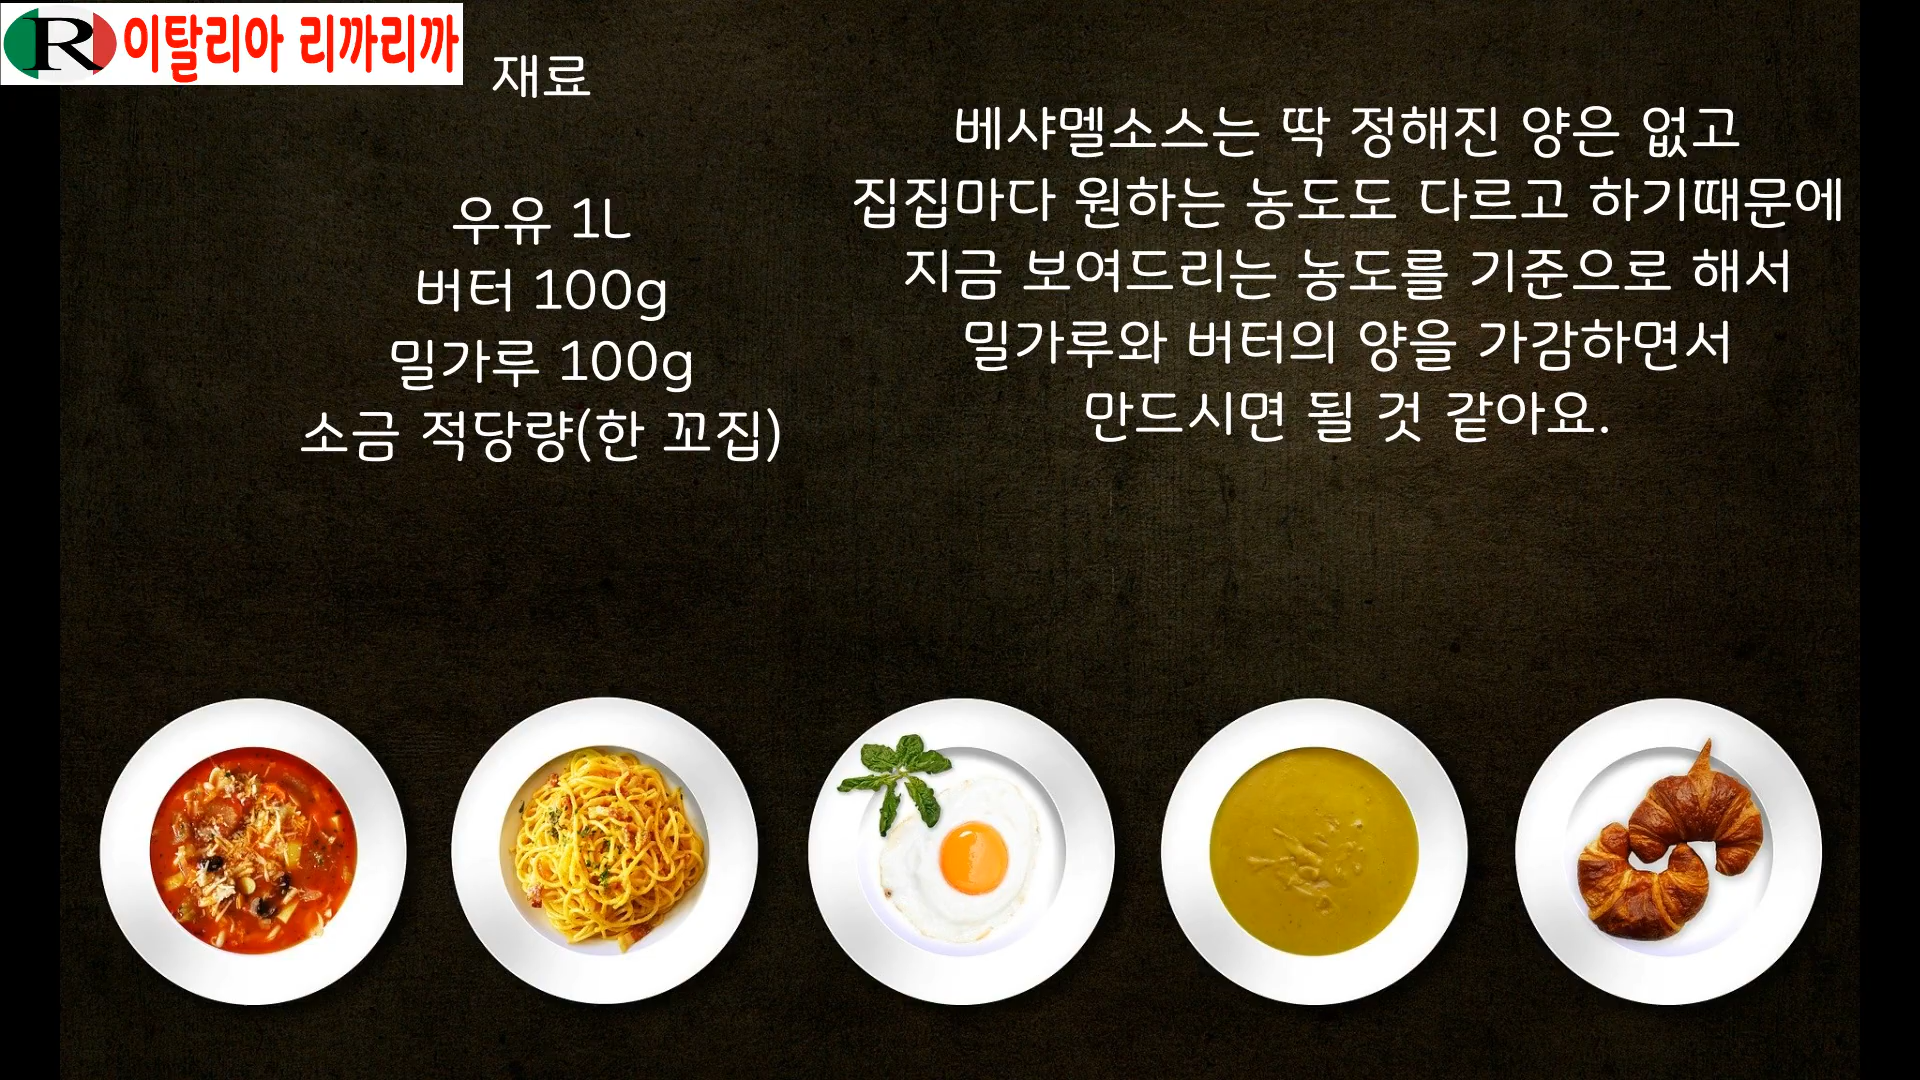 R 이탈리아 리까리까
재료
우유 1L
버터 100g
밀가루 100g
소금 적당량(한 꼬집)
베샤멜소스는 딱 정해진 양은 없고
집집마다 원하는 농도도 다르고 하기때문에
지금 보여드리는 농도를 기준으로 해서
밀가루와 버터의 양을 가감하면서
만드시면 될 것 같아요.